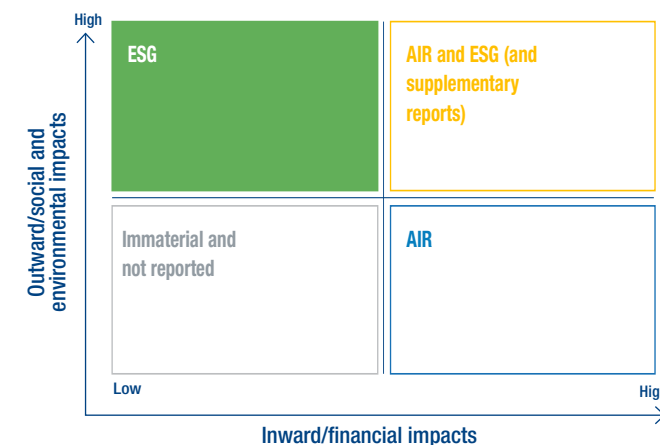 High
ESG
AIR and ESG (and
supplementary
reports)
Outward/social and
environmental impacts
Immaterial and
not reported
AIR
Low
Hig
Inward/financial impacts